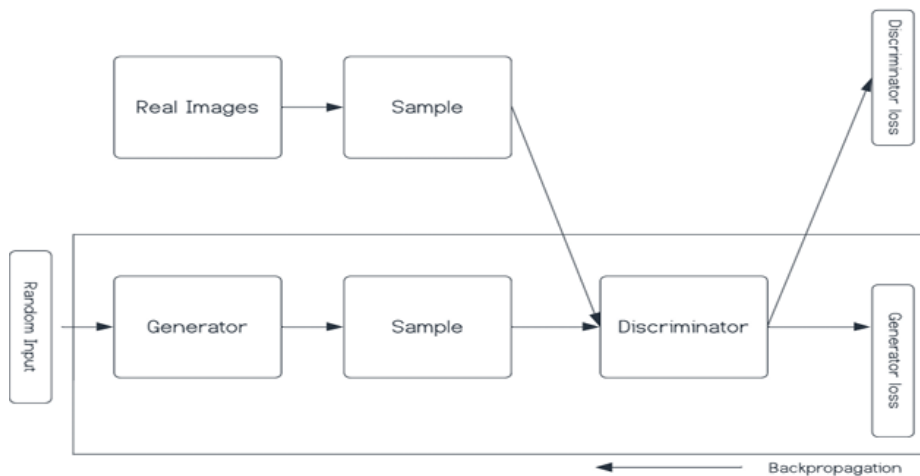 Discriminator loss
Real Images
Sample
Random Input
Generator
Sample
Discriminator
Generator loss
Backpropagation